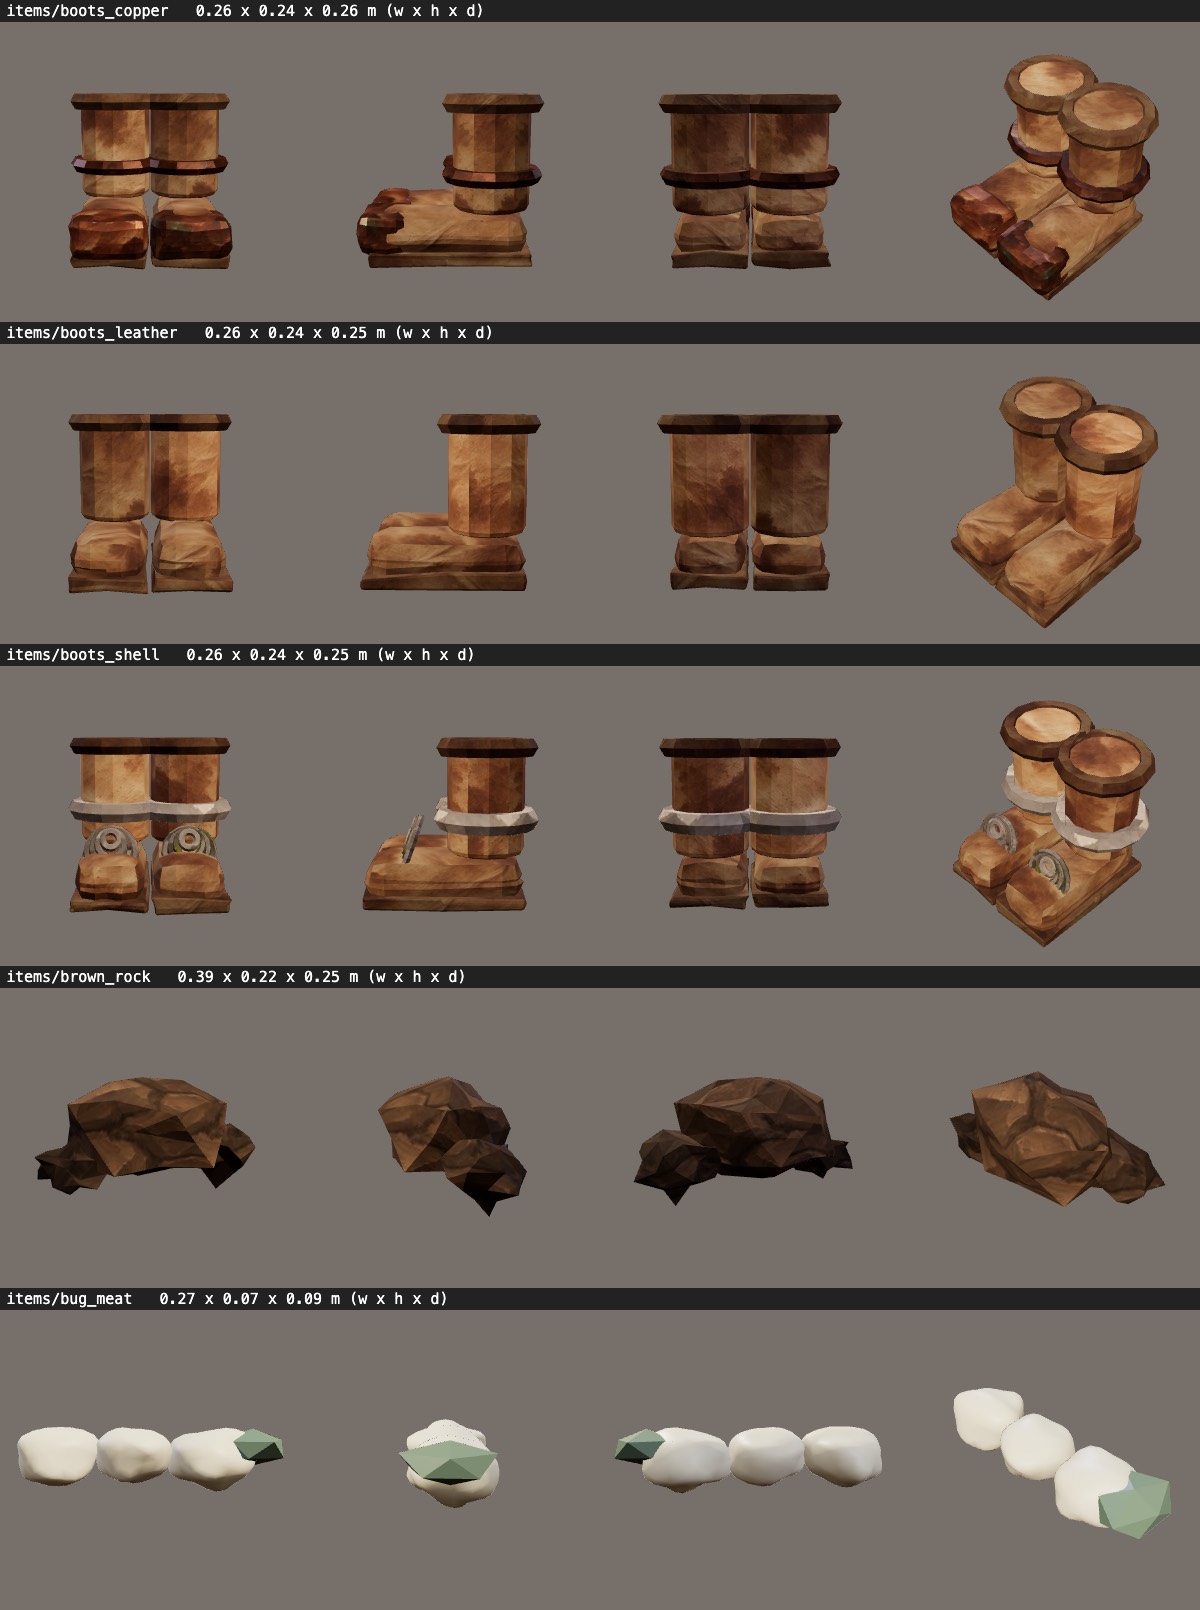 items/boots_copper 0.26 x 0.24 x 0.26 m (w x h x d)
items/boots_leather 0.26 x 0.24 x 0.25 m (w x h x d)
items/boots_shell 0.26 x 0.24 x 0.25 m (w x h x d)
items/brown_rock 0.39 x 0.22 x 0.25 m (w x h x d)
items/bug_meat 0.27 x 0.07 x 0.09 m (w x h x d)